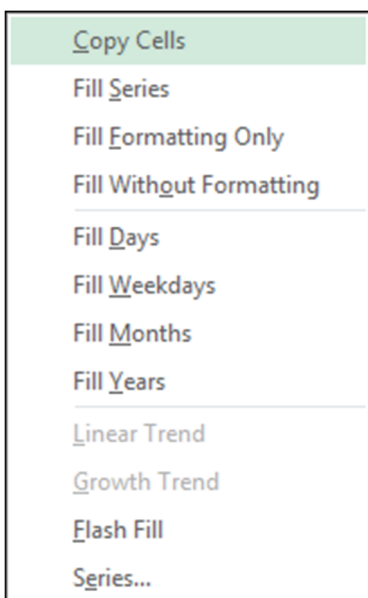 Copy Cells
Fill Series
Fill Formatting Only
Fill Without Formatting
Fill Days
Fill Weekdays
Fill Months
Fill Years
Linear Trend
Growth Trend
Flash Fill
Series...